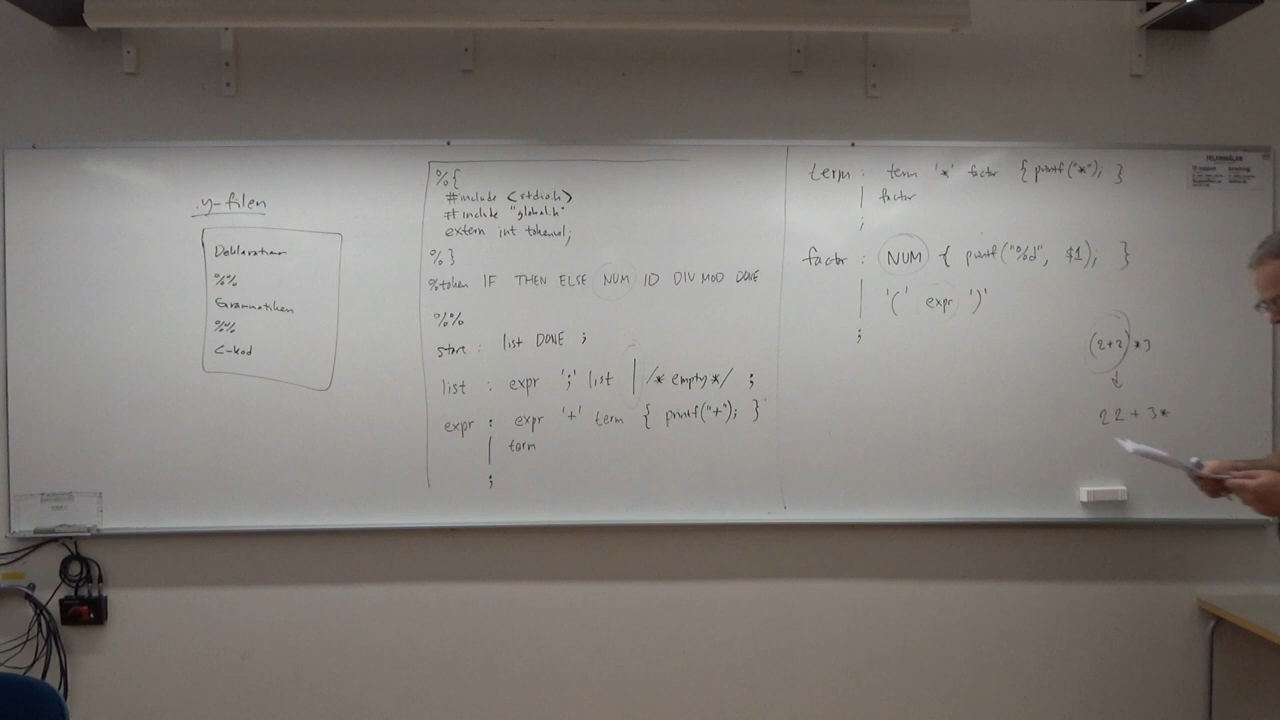 .y-filen
Deklarationer
%%
Grammatiken
%%
C-kod
%{
#include <stdio.h>
#include "global.h"
extern int tokenval;
%}
%token IF THEN ELSE NUM ID DIV MOD DONE
%%
start : list DONE ;
list : expr ';' list | /* empty */ ;
expr : expr '+' term { printf("+"); }
| term
;
term : term '*' factor { printf("*"); }
| factor
;
factor : NUM { printf("%d", $1); }
| '(' expr ')'
;
(2+2)*3
↓
22+3*
FELANMÄLAN